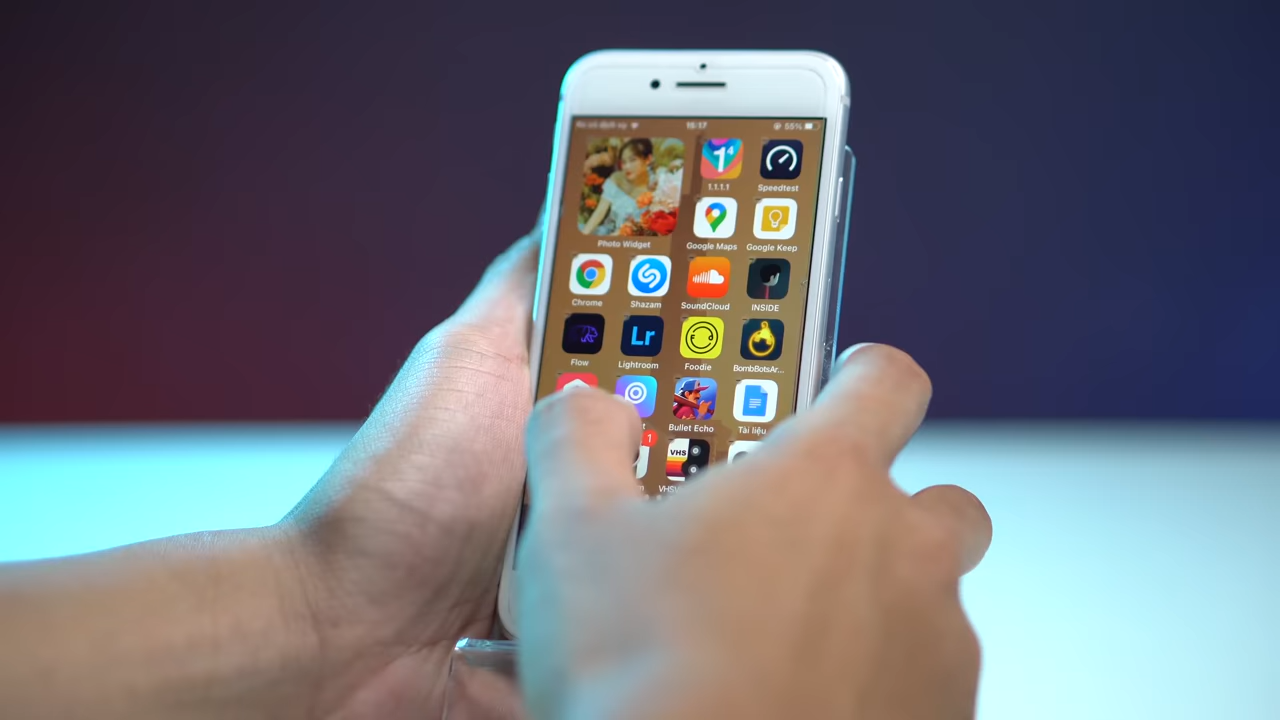 15:17 55%
1.1.1.1 Speedtest
Photo Widget Google Maps Google Keep
Chrome Shazam SoundCloud INSIDE
Lr
Flow Lightroom Foodie BombBotsAr...
Bullet Echo Tài liệu
1
VHS